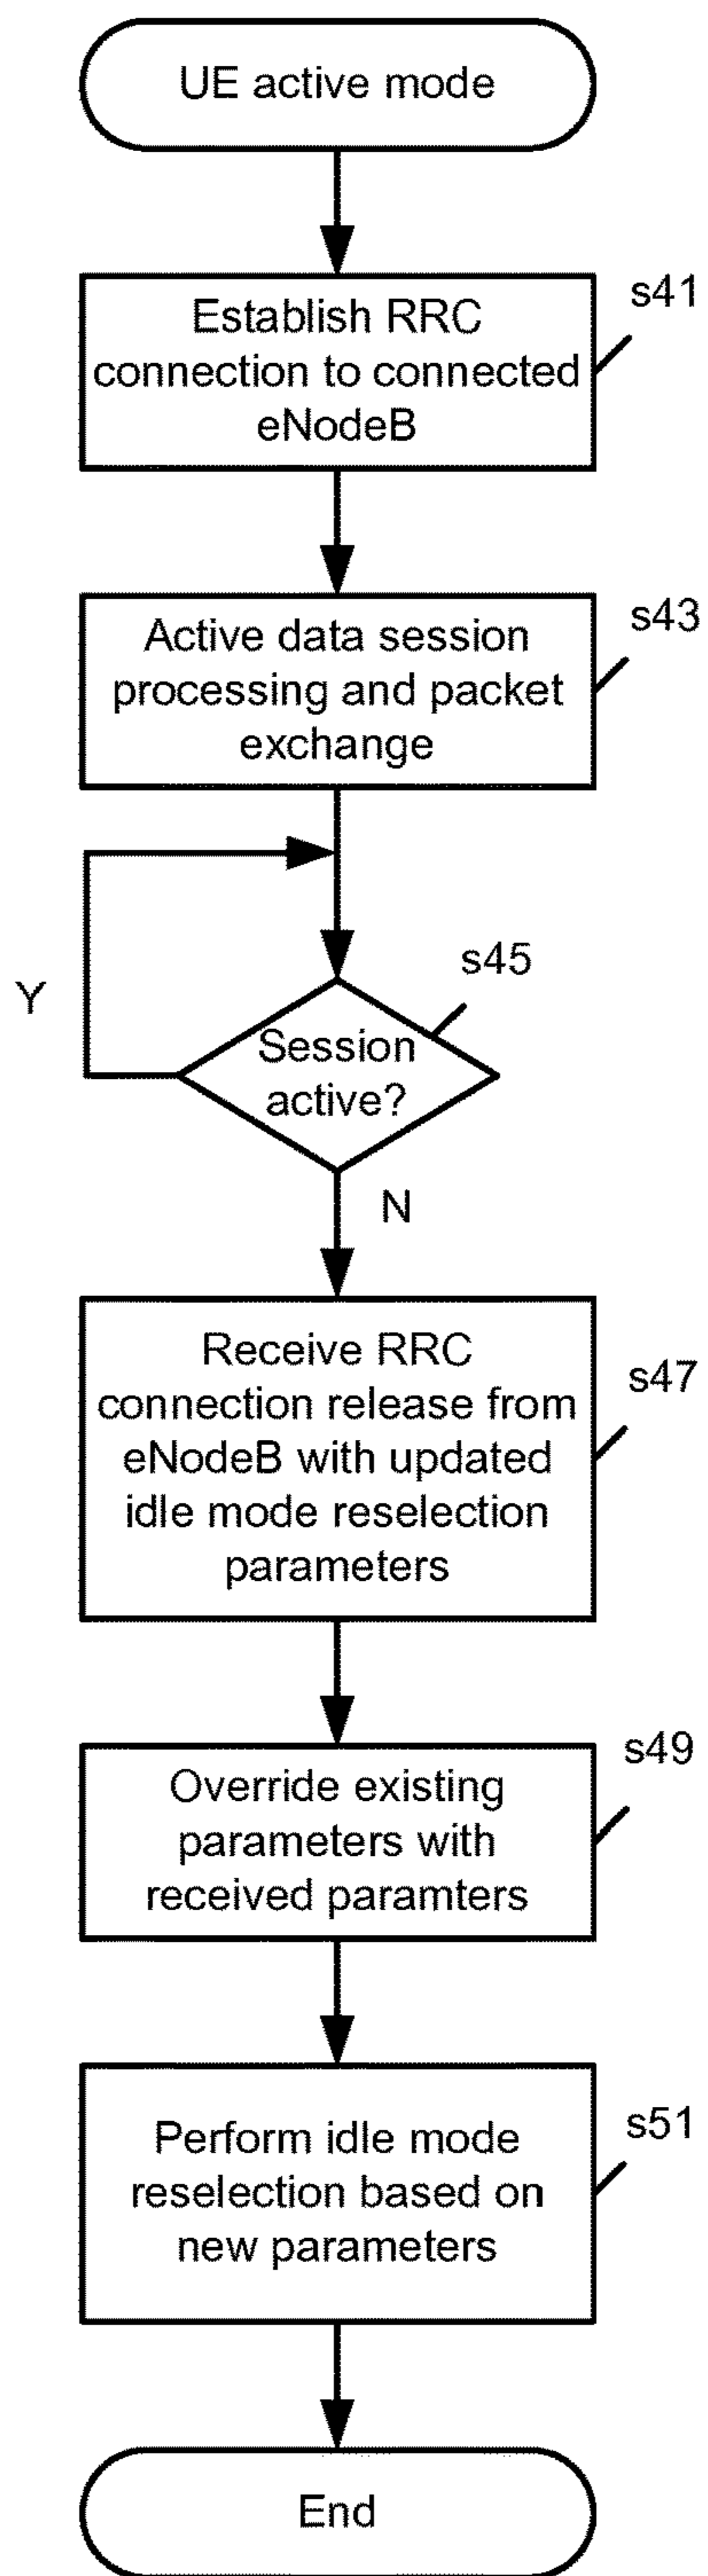 UE active mode
s41
Establish RRC
connection to connected
eNodeB
s43
Active data session
processing and packet
exchange
s45
Y
Session
active?
N
Receive RRC
connection release from
eNodeB with updated
idle mode reselection
parameters
s47
s49
Override existing
parameters with
received paramters
s51
Perform idle mode
reselection based on
new parameters
End